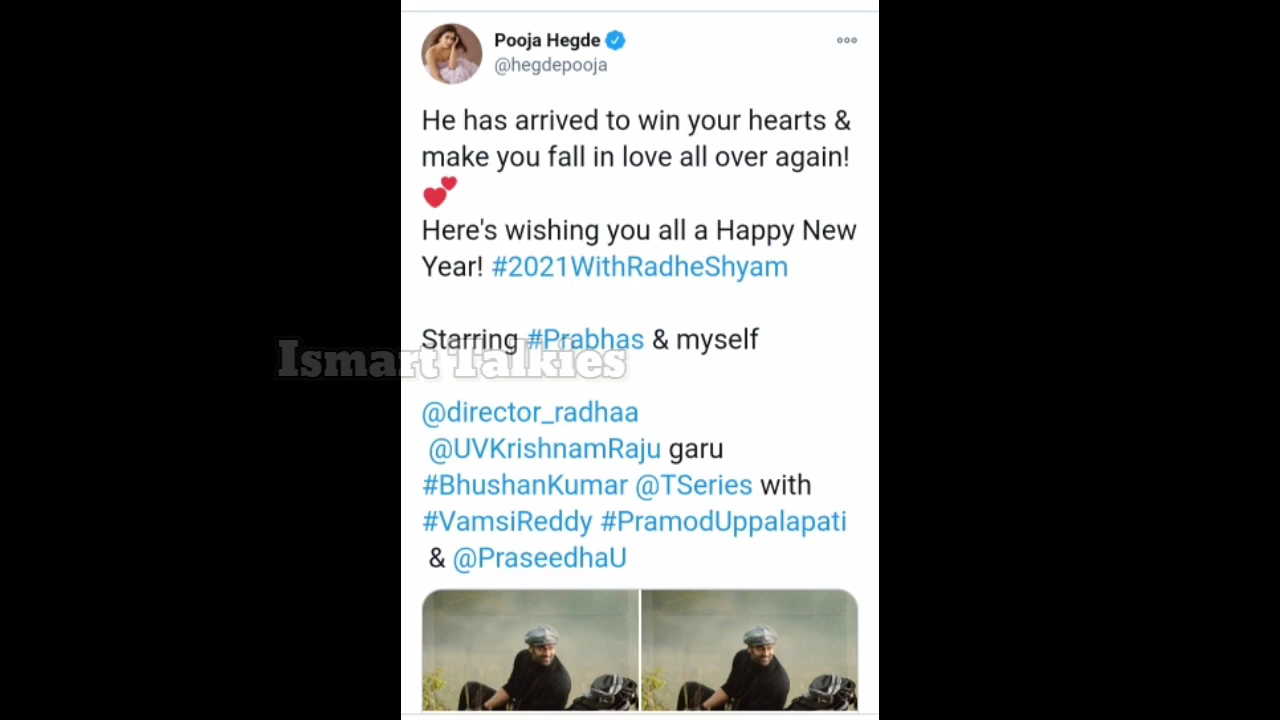 Pooja Hegde
@hegdepooja
He has arrived to win your hearts &
make you fall in love all over again!
💕
Here's wishing you all a Happy New
Year! #2021WithRadheShyam
Starring #Prabhas & myself
Ismart Talkies
@director_radhaa
@UVKrishnamRaju garu
#BhushanKumar @TSeries with
#VamsiReddy #PramodUppalapati
& @PraseedhaU